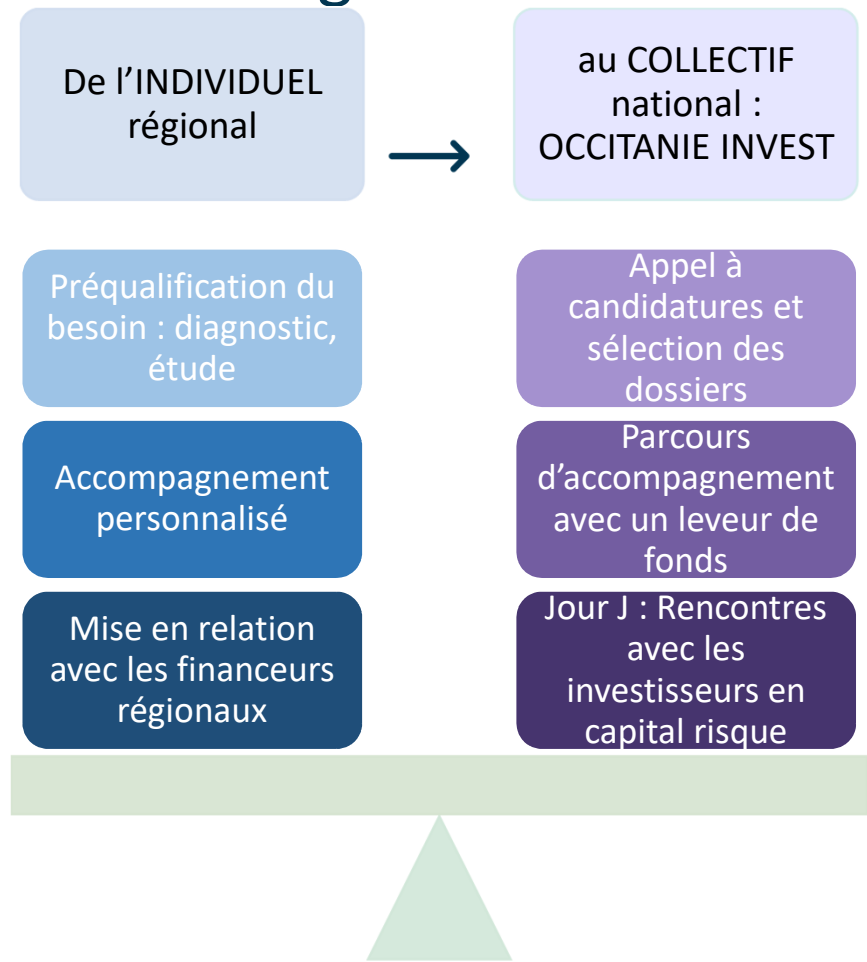 De l’INDIVIDUEL
régional
au COLLECTIF
national :
OCCITANIE INVEST
Préqualification du
besoin : diagnostic,
étude
Accompagnement
personnalisé
Mise en relation
avec les financeurs
régionaux
Appel à
candidatures et
sélection des
dossiers
Parcours
d’accompagnement
avec un leveur de
fonds
Jour J : Rencontres
avec les
investisseurs en
capital risque